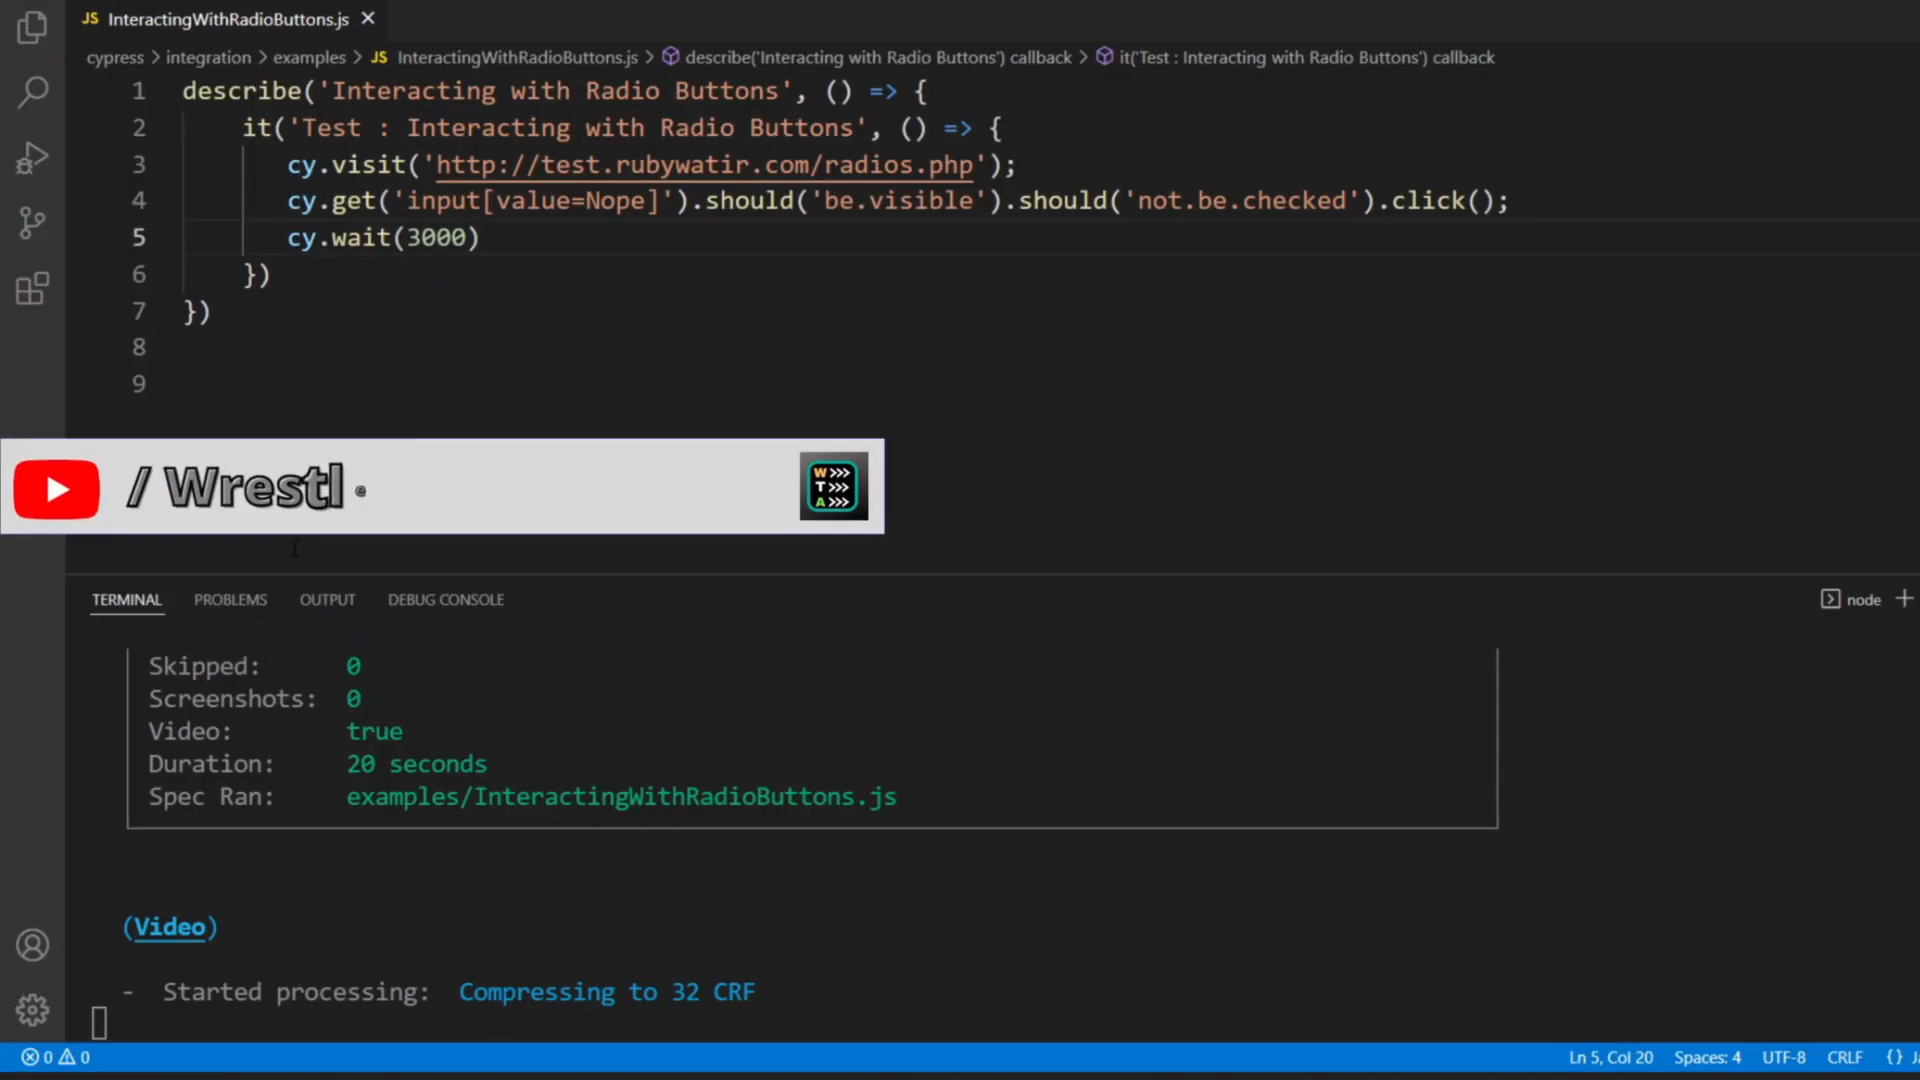 JS InteractingWithRadioButtons.js ×
cypress > integration > examples > JS InteractingWithRadioButtons.js > describe('Interacting with Radio Buttons') callback > it('Test : Interacting with Radio Buttons') callback
1 describe('Interacting with Radio Buttons', () => {
2 it('Test : Interacting with Radio Buttons', () => {
3 cy.visit('http://test.rubywatir.com/radios.php');
4 cy.get('input[value=Nope]').should('be.visible').should('not.be.checked').click();
5 cy.wait(3000)
6 })
7 })
8
9
/ Wrestl e
W >>>
T >>>
A >>>
TERMINAL PROBLEMS OUTPUT DEBUG CONSOLE node +
Skipped: 0
Screenshots: 0
Video: true
Duration: 20 seconds
Spec Ran: examples/InteractingWithRadioButtons.js
(Video)
- Started processing: Compressing to 32 CRF
0 0 Ln 5, Col 20 Spaces: 4 UTF-8 CRLF {} Ja